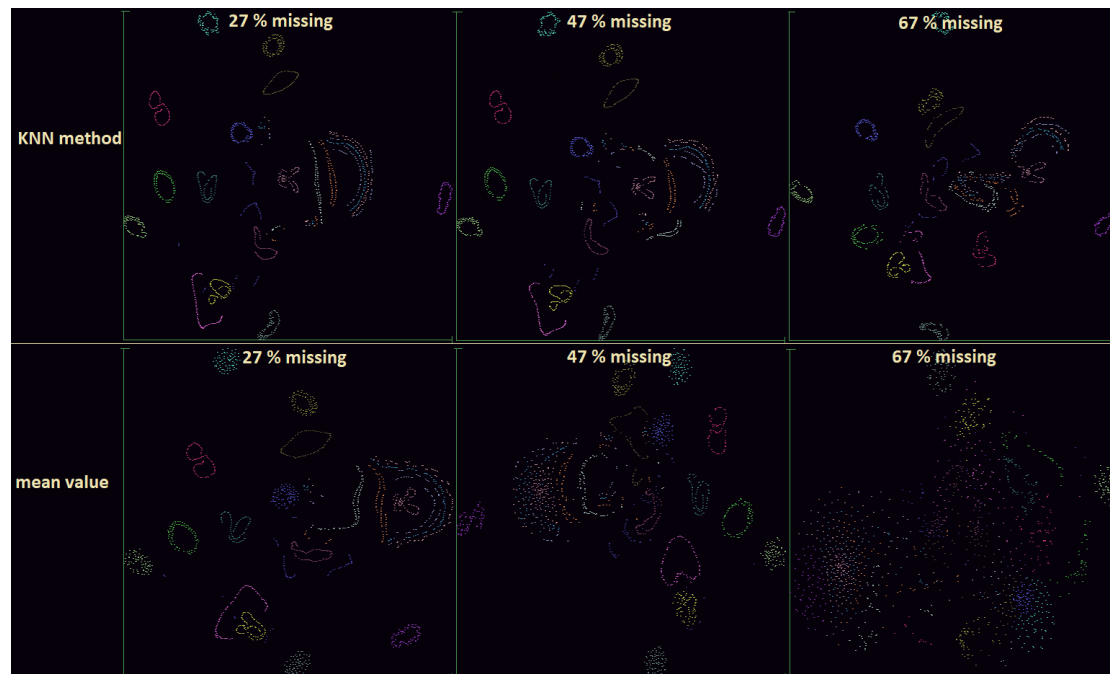 27 % missing
47 % missing
67 % missing
KNN method
27 % missing
47 % missing
67 % missing
mean value